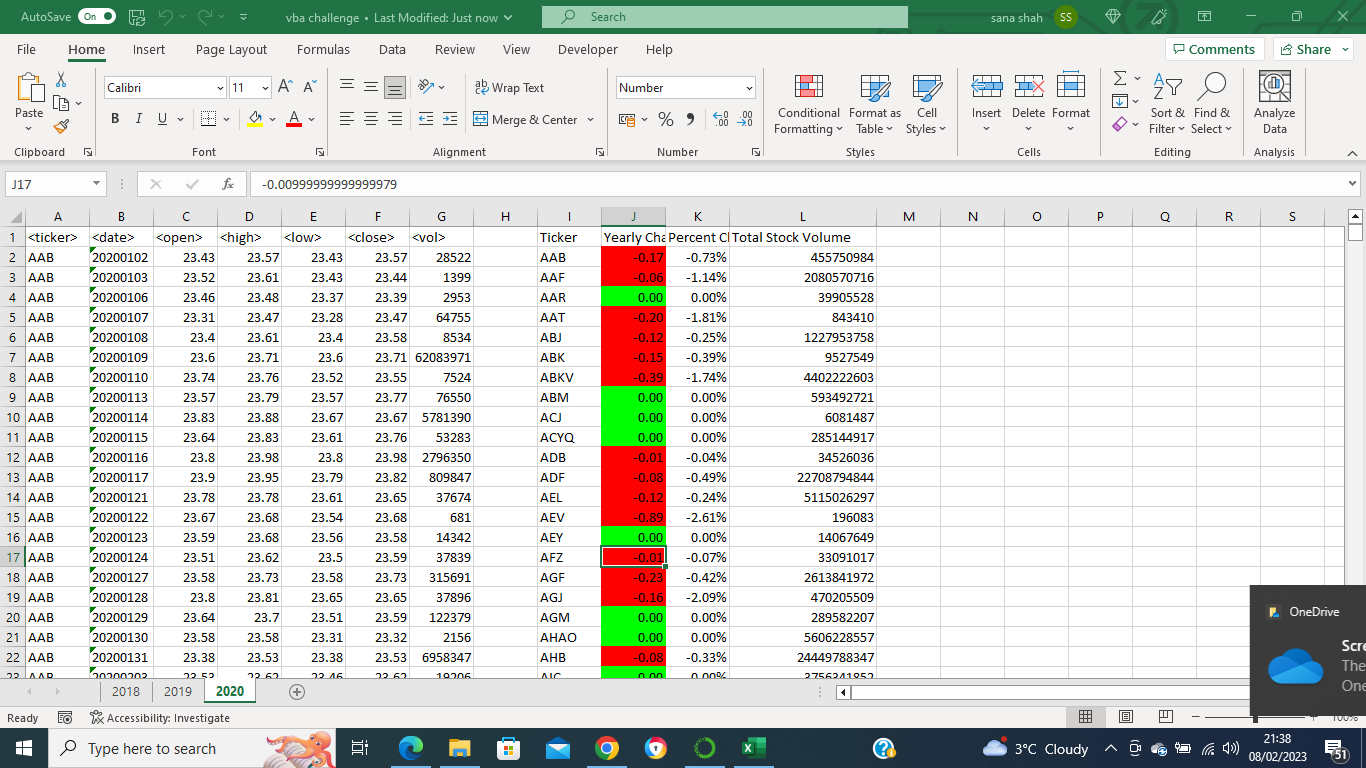 AutoSave On vba challenge • Last Modified: Just now Search sana shah SS
File Home Insert Page Layout Formulas Data Review View Developer Help Comments Share
Calibri 11 Wrap Text Number
Paste Conditional Formatting Format as Table Cell Styles Insert Delete Format Sort & Filter Find & Select Analyze Data
B I U Merge & Center
Clipboard Font Alignment Number Styles Cells Editing Analysis
J17 fx -0.00999999999999979
A B C D E F G H I J K L M N O P Q R S
1 <ticker> <date> <open> <high> <low> <close> <vol> Ticker Yearly Cha Percent Cl Total Stock Volume
2 AAB 20200102 23.43 23.57 23.43 23.57 28522 AAB -0.17 -0.73% 455750984
3 AAB 20200103 23.52 23.61 23.43 23.44 1399 AAF -0.06 -1.14% 2080570716
4 AAB 20200106 23.46 23.48 23.37 23.39 2953 AAR 0.00 0.00% 39905528
5 AAB 20200107 23.31 23.47 23.28 23.47 64755 AAT -0.20 -1.81% 843410
6 AAB 20200108 23.4 23.61 23.4 23.58 8534 ABJ -0.12 -0.25% 1227953758
7 AAB 20200109 23.6 23.71 23.6 23.71 62083971 ABK -0.15 -0.39% 9527549
8 AAB 20200110 23.74 23.76 23.52 23.55 7524 ABKV -0.39 -1.74% 4402222603
9 AAB 20200113 23.57 23.79 23.57 23.77 76550 ABM 0.00 0.00% 593492721
10 AAB 20200114 23.83 23.88 23.67 23.67 5781390 ACJ 0.00 0.00% 6081487
11 AAB 20200115 23.64 23.83 23.61 23.76 53283 ACYQ 0.00 0.00% 285144917
12 AAB 20200116 23.8 23.98 23.8 23.98 2796350 ADB -0.01 -0.04% 34526036
13 AAB 20200117 23.9 23.95 23.79 23.82 809847 ADF -0.08 -0.49% 22708794844
14 AAB 20200121 23.78 23.78 23.61 23.65 37674 AEL -0.12 -0.24% 5115026297
15 AAB 20200122 23.67 23.68 23.54 23.68 681 AEV -0.89 -2.61% 196083
16 AAB 20200123 23.59 23.68 23.56 23.58 14342 AEY 0.00 0.00% 14067649
17 AAB 20200124 23.51 23.62 23.5 23.59 37839 AFZ -0.01 -0.07% 33091017
18 AAB 20200127 23.58 23.73 23.58 23.73 315691 AGF -0.23 -0.42% 2613841972
19 AAB 20200128 23.8 23.81 23.65 23.65 37896 AGJ -0.16 -2.09% 470205509
20 AAB 20200129 23.64 23.7 23.51 23.59 122379 AGM 0.00 0.00% 289582207
21 AAB 20200130 23.58 23.58 23.31 23.32 2156 AHAO 0.00 0.00% 5606228557
22 AAB 20200131 23.38 23.53 23.38 23.53 6958347 AHB -0.08 -0.33% 24449788347
23 AAB 20200203 23.53 23.62 23.46 23.62 19206 AIC 0.00 0.00% 3756341852
OneDrive
Scre
The
One
2018 2019 2020
Ready Accessibility: Investigate 100%
Type here to search 3°C Cloudy 21:38
08/02/2023 51